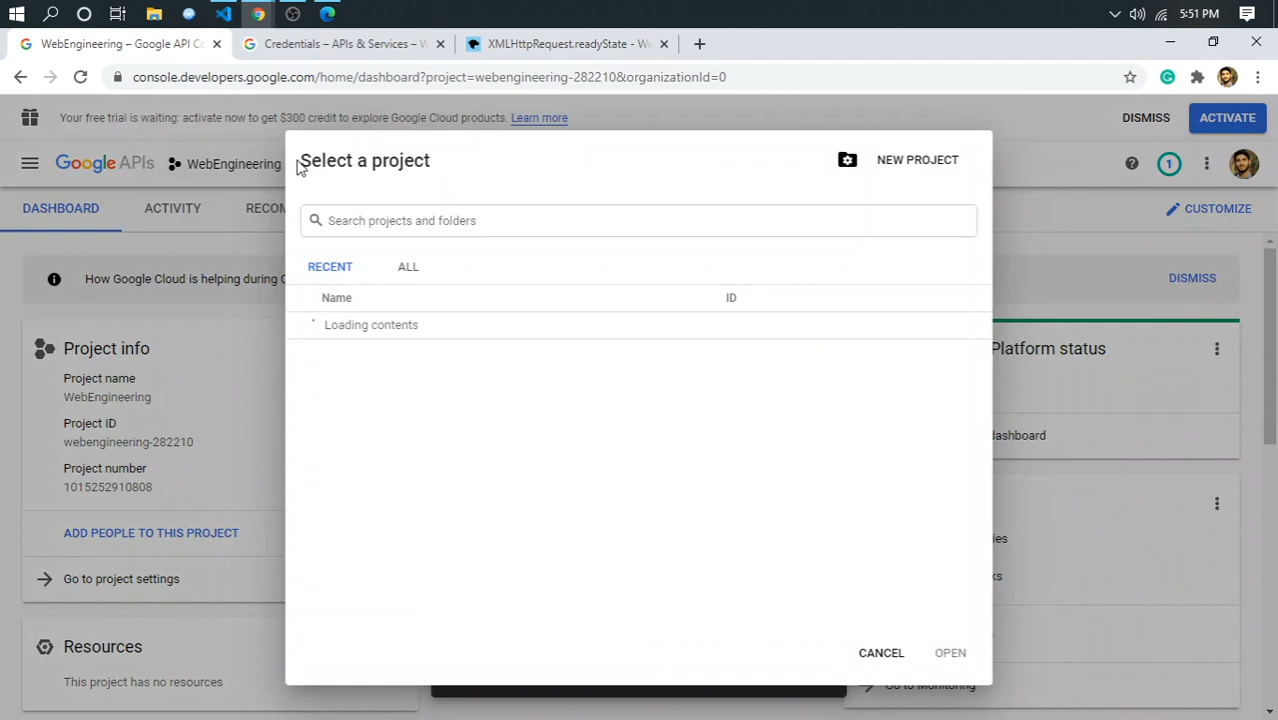 5:51 PM
WebEngineering – Google API C
Credentials – APIs & Services – W
XMLHttpRequest.readyState - We
console.developers.google.com/home/dashboard?project=webengineering-282210&organizationId=0
Your free trial is waiting: activate now to get $300 credit to explore Google Cloud products. Learn more
DISMISS
ACTIVATE
Google APIs
WebEngineering
1
DASHBOARD
ACTIVITY
RECOM
CUSTOMIZE
How Google Cloud is helping during C
DISMISS
Select a project
NEW PROJECT
Search projects and folders
RECENT
ALL
Name
ID
Loading contents
CANCEL
OPEN
Project info
Project name
WebEngineering
Project ID
webengineering-282210
Project number
1015252910808
ADD PEOPLE TO THIS PROJECT
Go to project settings
Resources
This project has no resources
Platform status
dashboard
ies
ks
Go to Monitoring